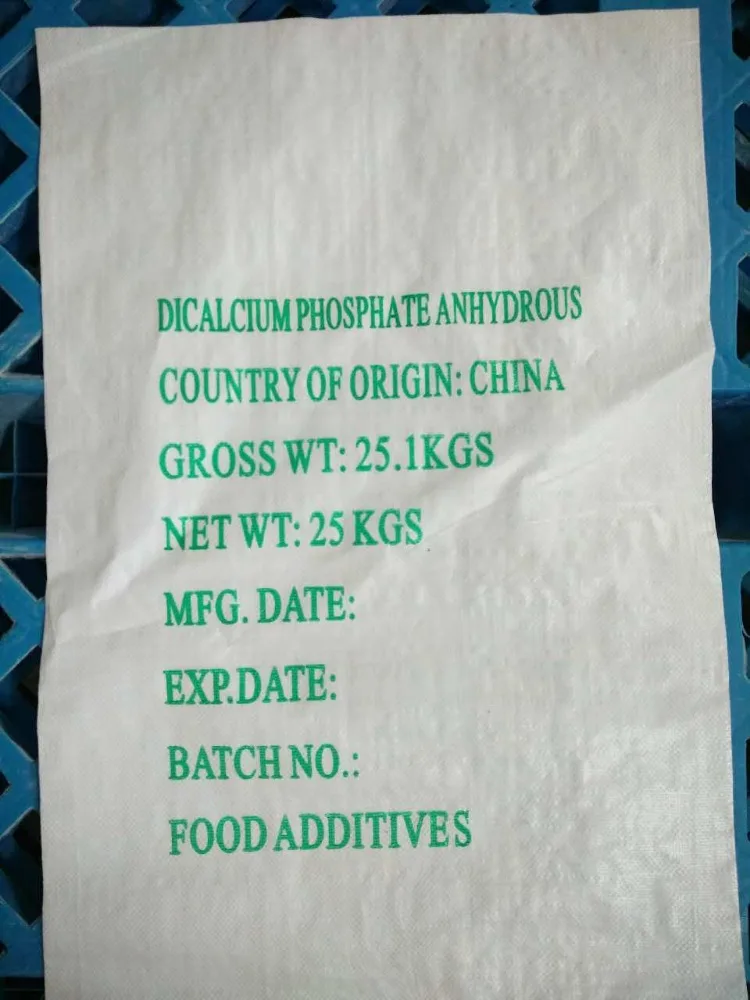 DICALCIUM PHOSPHATE ANHYDROUS
COUNTRY OF ORIGIN: CHINA
GROSS WT: 25.1KGS
NET WT: 25 KGS
MFG. DATE:
EXP.DATE:
BATCH NO.:
FOOD ADDITIVES